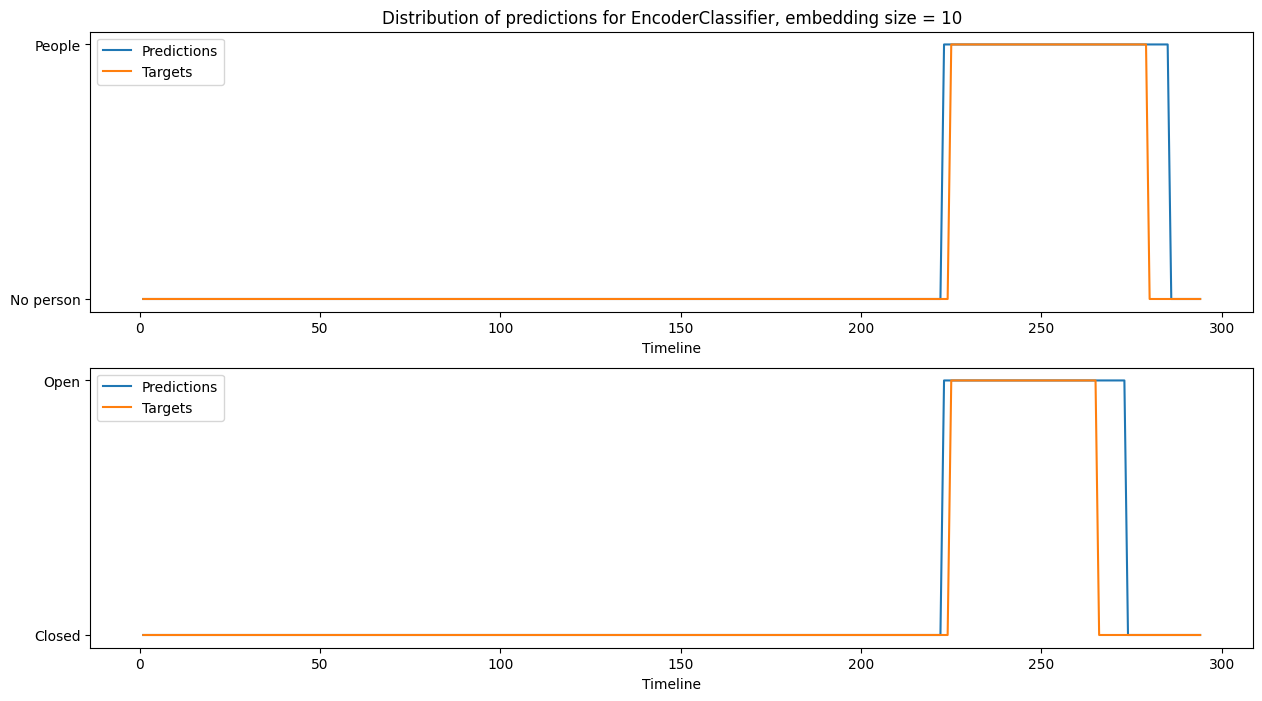 Distribution of predictions for EncoderClassifier, embedding size = 10
People
Predictions
Targets
No person
0 50 100 150 200 250 300
Timeline
Open
Predictions
Targets
Closed
0 50 100 150 200 250 300
Timeline